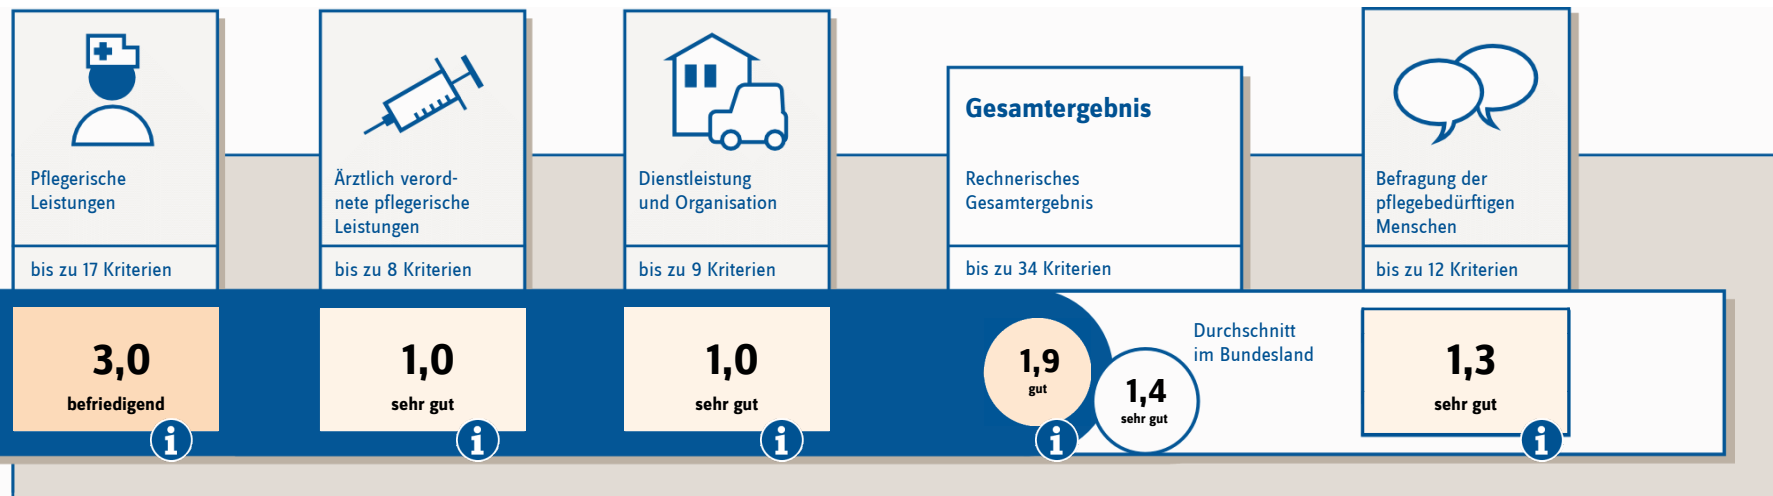 Pflegerische
Leistungen
bis zu 17 Kriterien
3,0
befriedigend
i
Ärztlich verord-
nete pflegerische
Leistungen
bis zu 8 Kriterien
1,0
sehr gut
i
Dienstleistung
und Organisation
bis zu 9 Kriterien
1,0
sehr gut
i
Gesamtergebnis
Rechnerisches
Gesamtergebnis
bis zu 34 Kriterien
1,9
gut
i
1,4
sehr gut
Durchschnitt
im Bundesland
Befragung der
pflegebedürftigen
Menschen
bis zu 12 Kriterien
1,3
sehr gut
i